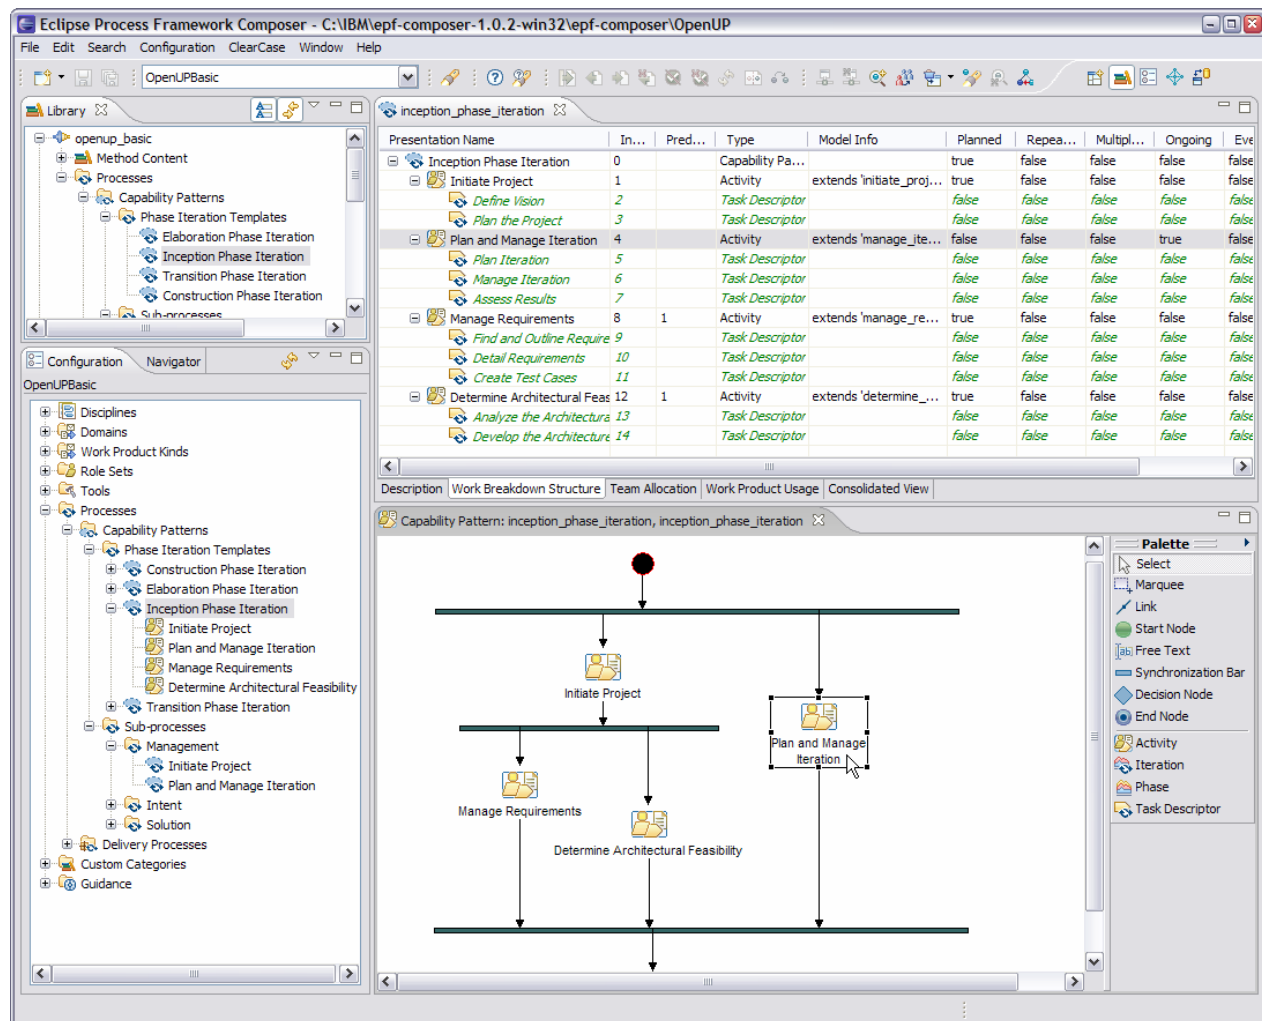 Eclipse Process Framework Composer - C:\IBM\epf-composer-1.0.2-win32\epf-composer\OpenUP
File Edit Search Configuration ClearCase Window Help
OpenUPBasic
Library
openup_basic
Method Content
Processes
Capability Patterns
Phase Iteration Templates
Elaboration Phase Iteration
Inception Phase Iteration
Transition Phase Iteration
Construction Phase Iteration
Sub-processes
Configuration Navigator
OpenUPBasic
Disciplines
Domains
Work Product Kinds
Role Sets
Tools
Processes
Capability Patterns
Phase Iteration Templates
Construction Phase Iteration
Elaboration Phase Iteration
Inception Phase Iteration
Initiate Project
Plan and Manage Iteration
Manage Requirements
Determine Architectural Feasibility
Transition Phase Iteration
Sub-processes
Management
Initiate Project
Plan and Manage Iteration
Intent
Solution
Delivery Processes
Custom Categories
Guidance
inception_phase_iteration
Presentation Name In... Pred... Type Model Info Planned Repea... Multipl... Ongoing Eve
Inception Phase Iteration 0 Capability Pa... true false false false false
Initiate Project 1 Activity extends 'initiate_proj... true false false false false
Define Vision 2 Task Descriptor false false false false false
Plan the Project 3 Task Descriptor false false false false false
Plan and Manage Iteration 4 Activity extends 'manage_ite... false false false true false
Plan Iteration 5 Task Descriptor false false false false false
Manage Iteration 6 Task Descriptor false false false false false
Assess Results 7 Task Descriptor false false false false false
Manage Requirements 8 1 Activity extends 'manage_re... true false false false false
Find and Outline Require 9 Task Descriptor false false false false false
Detail Requirements 10 Task Descriptor false false false false false
Create Test Cases 11 Task Descriptor false false false false false
Determine Architectural Feas 12 1 Activity extends 'determine_... true false false false false
Analyze the Architectura 13 Task Descriptor false false false false false
Develop the Architecture 14 Task Descriptor false false false false false
Description Work Breakdown Structure Team Allocation Work Product Usage Consolidated View
Capability Pattern: inception_phase_iteration, inception_phase_iteration
Initiate Project
Plan and Manage
Iteration
Manage Requirements
Determine Architectural Feasibility
Palette
Select
Marquee
Link
Start Node
Free Text
Synchronization Bar
Decision Node
End Node
Activity
Iteration
Phase
Task Descriptor